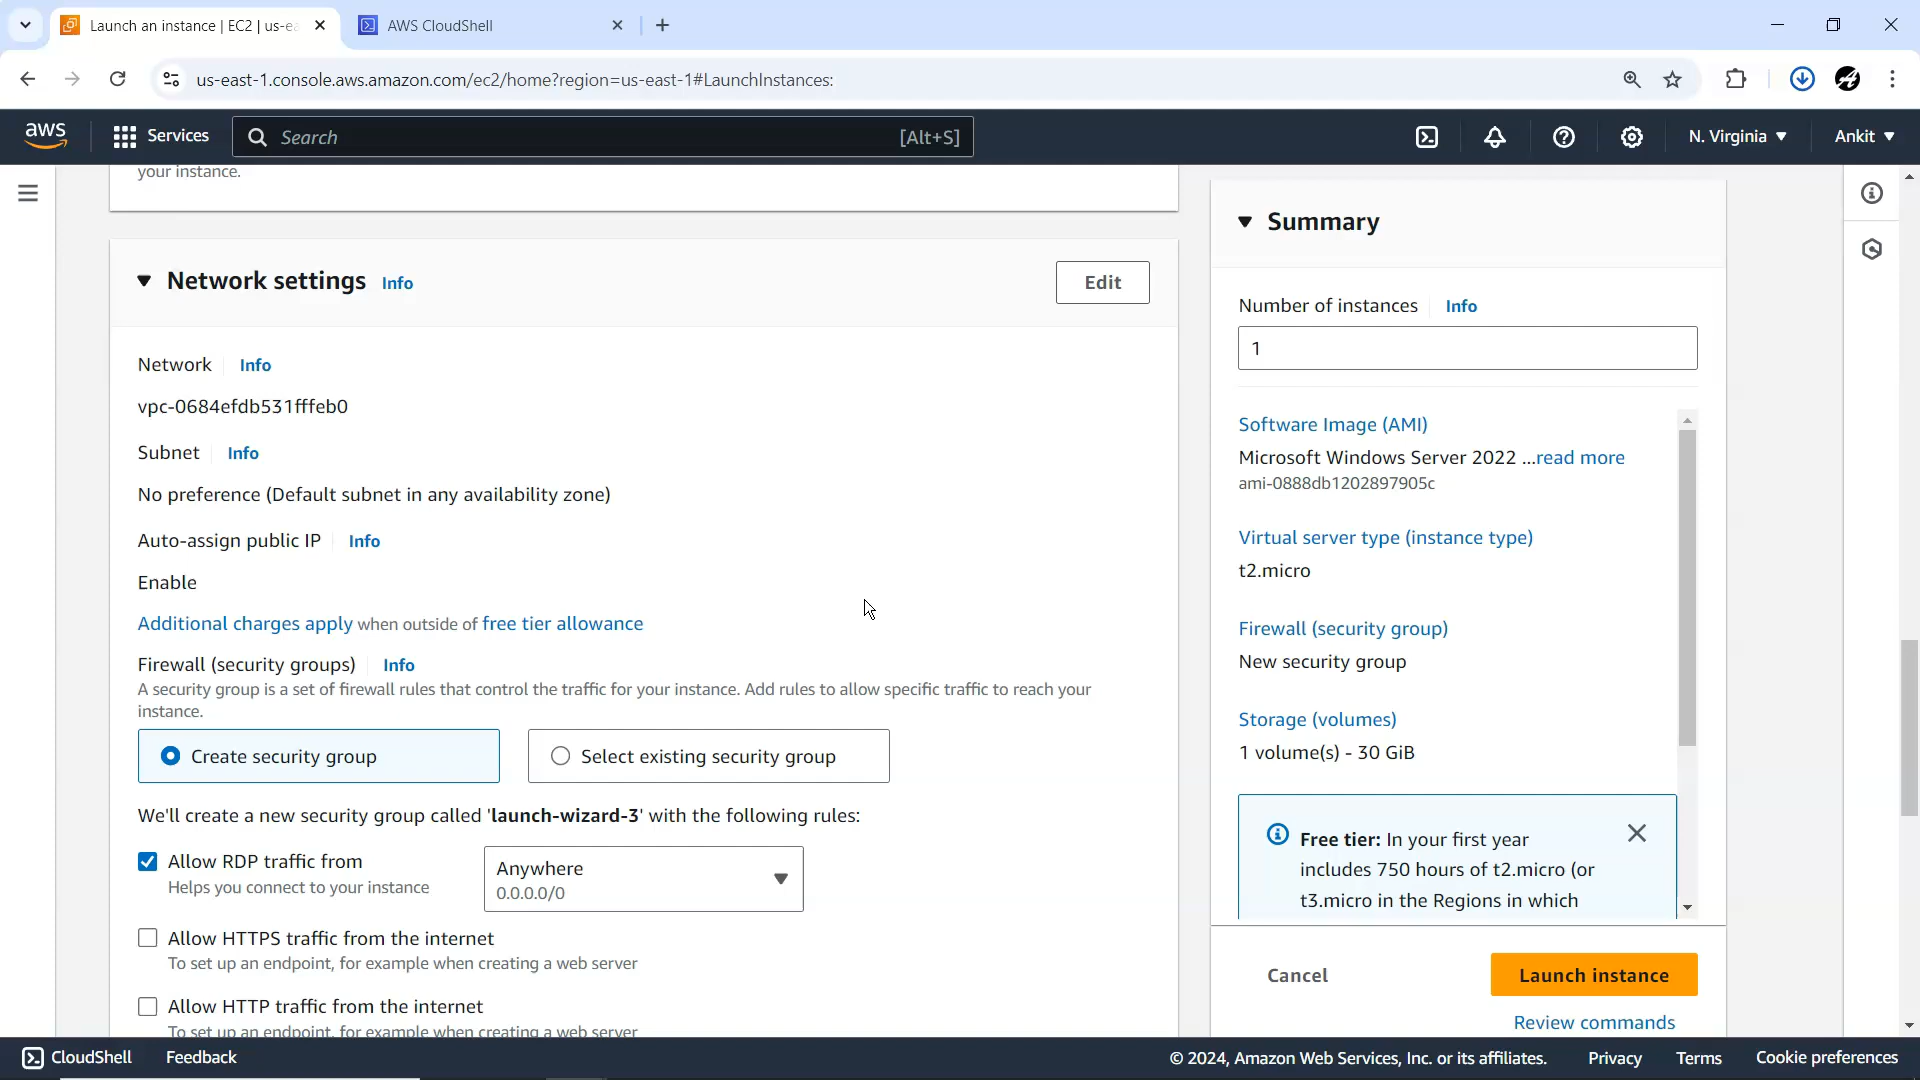 Launch an instance | EC2 | us-ea
AWS CloudShell
us-east-1.console.aws.amazon.com/ec2/home?region=us-east-1#LaunchInstances:
aws
Services
Search
[Alt+S]
N. Virginia
Ankit
your instance.
Network settings Info
Edit
Network Info
vpc-0684efdb531fffeb0
Subnet Info
No preference (Default subnet in any availability zone)
Auto-assign public IP Info
Enable
Additional charges apply when outside of free tier allowance
Firewall (security groups) Info
A security group is a set of firewall rules that control the traffic for your instance. Add rules to allow specific traffic to reach your
instance.
Create security group
Select existing security group
We'll create a new security group called 'launch-wizard-3' with the following rules:
Allow RDP traffic from
Helps you connect to your instance
Anywhere
0.0.0.0/0
Allow HTTPS traffic from the internet
To set up an endpoint, for example when creating a web server
Allow HTTP traffic from the internet
To set up an endpoint, for example when creating a web server
Summary
Number of instances Info
1
Software Image (AMI)
Microsoft Windows Server 2022 ...read more
ami-0888db1202897905c
Virtual server type (instance type)
t2.micro
Firewall (security group)
New security group
Storage (volumes)
1 volume(s) - 30 GiB
Free tier: In your first year
includes 750 hours of t2.micro (or
t3.micro in the Regions in which
Cancel
Launch instance
Review commands
CloudShell
Feedback
© 2024, Amazon Web Services, Inc. or its affiliates.
Privacy
Terms
Cookie preferences